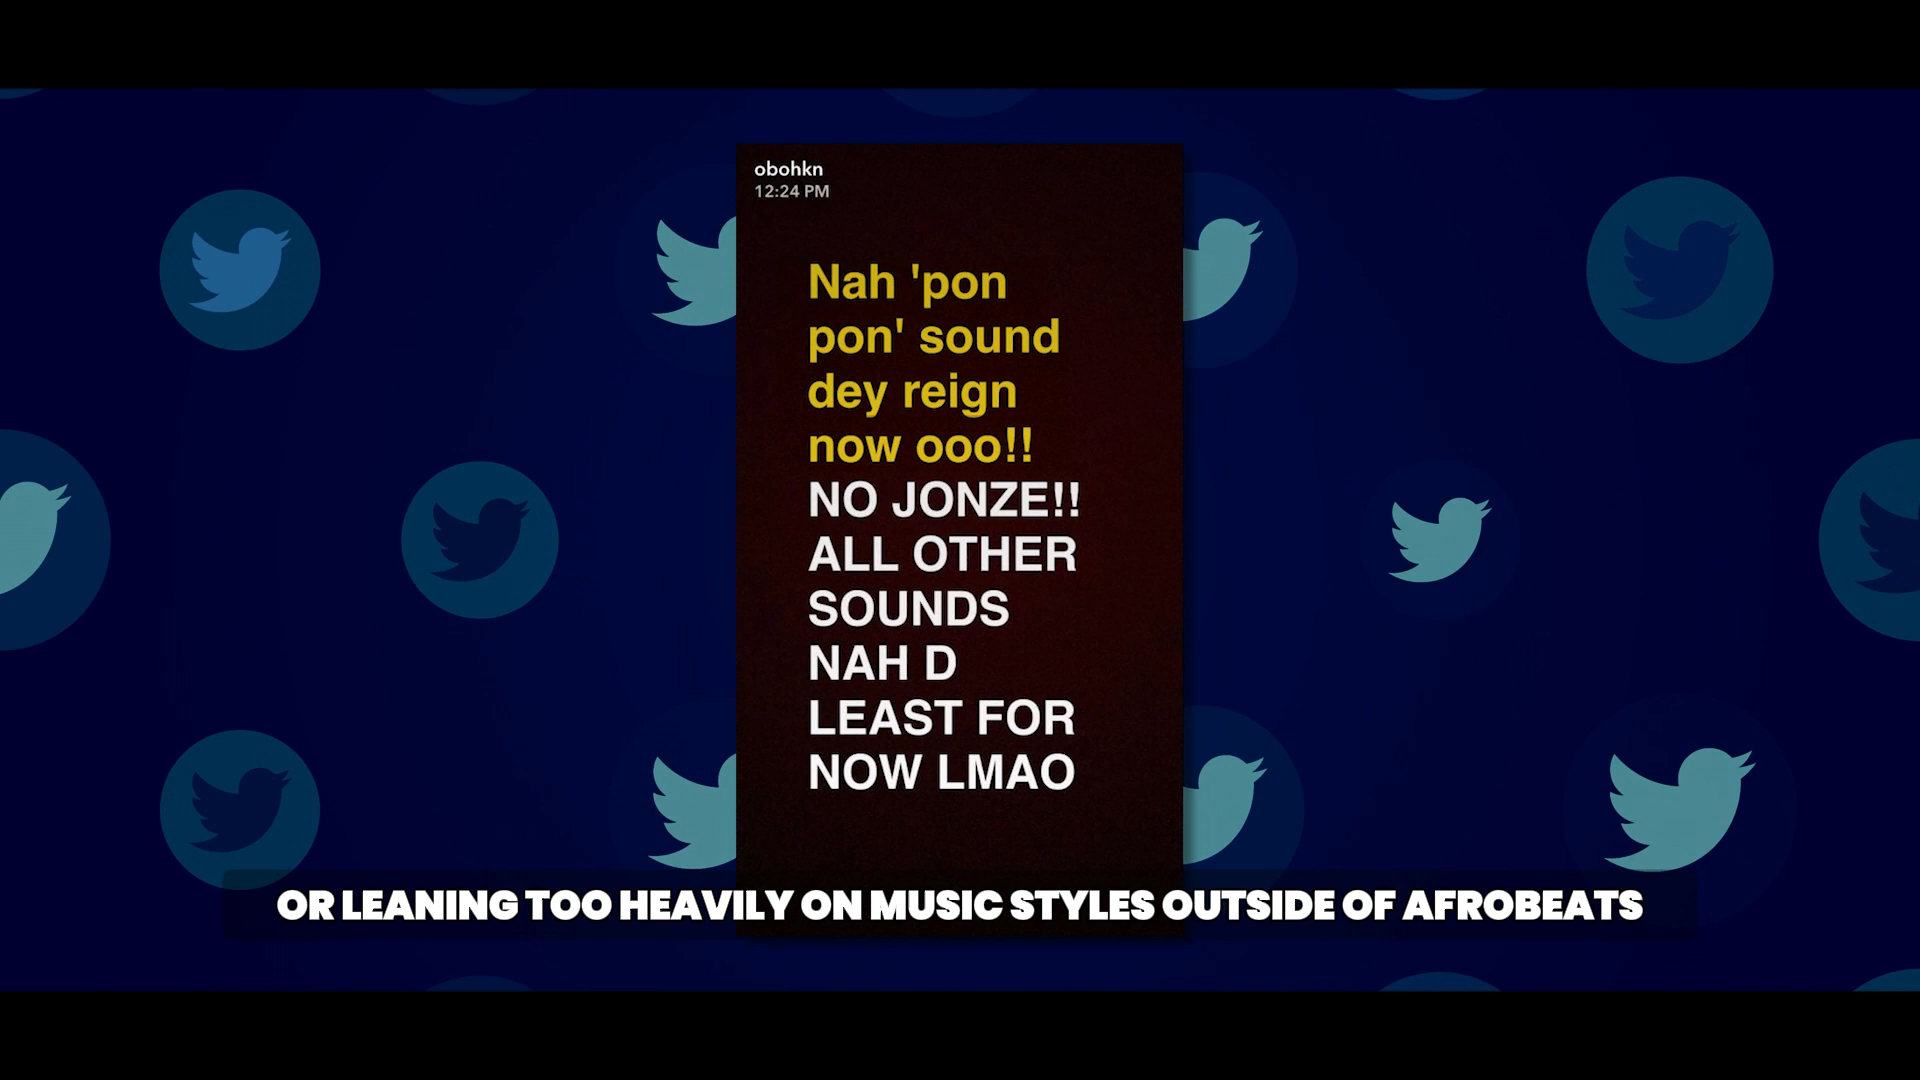 obohkn
12:24 PM
Nah 'pon
pon' sound
dey reign
now ooo!!
NO JONZE!!
ALL OTHER
SOUNDS
NAH D
LEAST FOR
NOW LMAO
OR LEANING TOO HEAVILY ON MUSIC STYLES OUTSIDE OF AFROBEATS